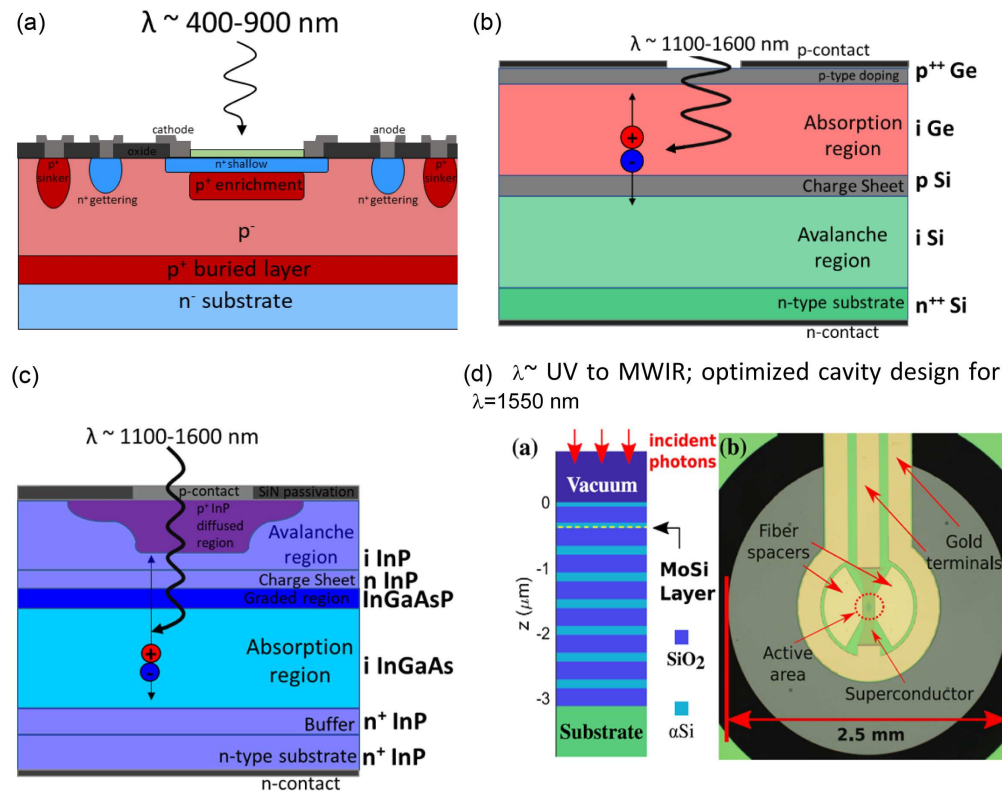 (a)
λ ~ 400-900 nm
cathode
anode
oxide
p⁺
sinker
n⁺ gettering
n⁺ shallow
p⁺ enrichment
n⁺ gettering
p⁺
sinker
p⁻
p⁺ buried layer
n⁻ substrate
(b)
λ ~ 1100-1600 nm
p-contact
p-type doping
p⁺⁺ Ge
Absorption
region
i Ge
+
-
Charge Sheet
p Si
Avalanche
region
i Si
n-type substrate
n⁺⁺ Si
n-contact
(c)
λ ~ 1100-1600 nm
p-contact
SiN passivation
p⁺ InP
diffused
region
Avalanche
region
i InP
Charge Sheet
n InP
Graded region
InGaAsP
+
-
Absorption
region
i InGaAs
Buffer
n⁺ InP
n-type substrate
n⁺ InP
n-contact
(d) λ~ UV to MWIR; optimized cavity design for
λ=1550 nm
(a)
incident
photons
Vacuum
0
-1
-2
-3
z (μm)
MoSi
Layer
SiO₂
αSi
Substrate
(b)
Fiber
spacers
Gold
terminals
Active
area
Superconductor
2.5 mm